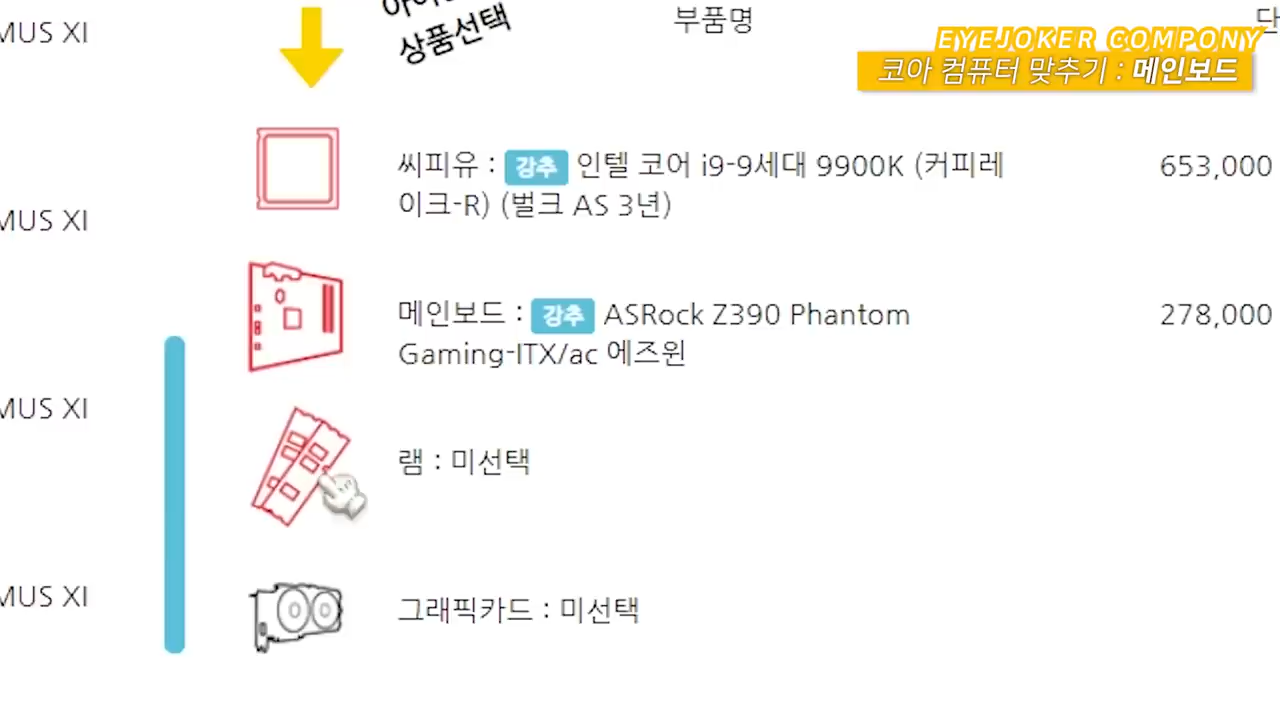 MUS XI
상품선택
부품명
단
EYEJOKER COMPONY
코아 컴퓨터 맞추기 : 메인보드
씨피유 : 강추 인텔 코어 i9-9세대 9900K (커피레
이크-R) (벌크 AS 3년)
653,000
MUS XI
메인보드 : 강추 ASRock Z390 Phantom
Gaming-ITX/ac 에즈윈
278,000
MUS XI
램 : 미선택
MUS XI
그래픽카드 : 미선택